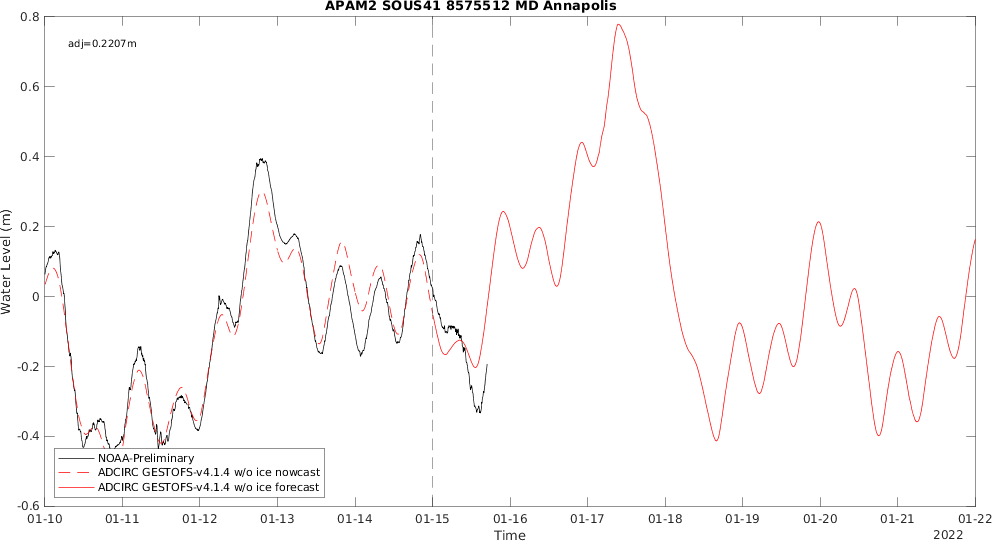 APAM2 SOUS41 8575512 MD Annapolis
adj=0.2207m
Water Level (m)
0.8
0.6
0.4
0.2
0
-0.2
-0.4
-0.6
NOAA-Preliminary
ADCIRC GESTOFS-v4.1.4 w/o ice nowcast
ADCIRC GESTOFS-v4.1.4 w/o ice forecast
01-10 01-11 01-12 01-13 01-14 01-15 01-16 01-17 01-18 01-19 01-20 01-21 01-22
Time
2022